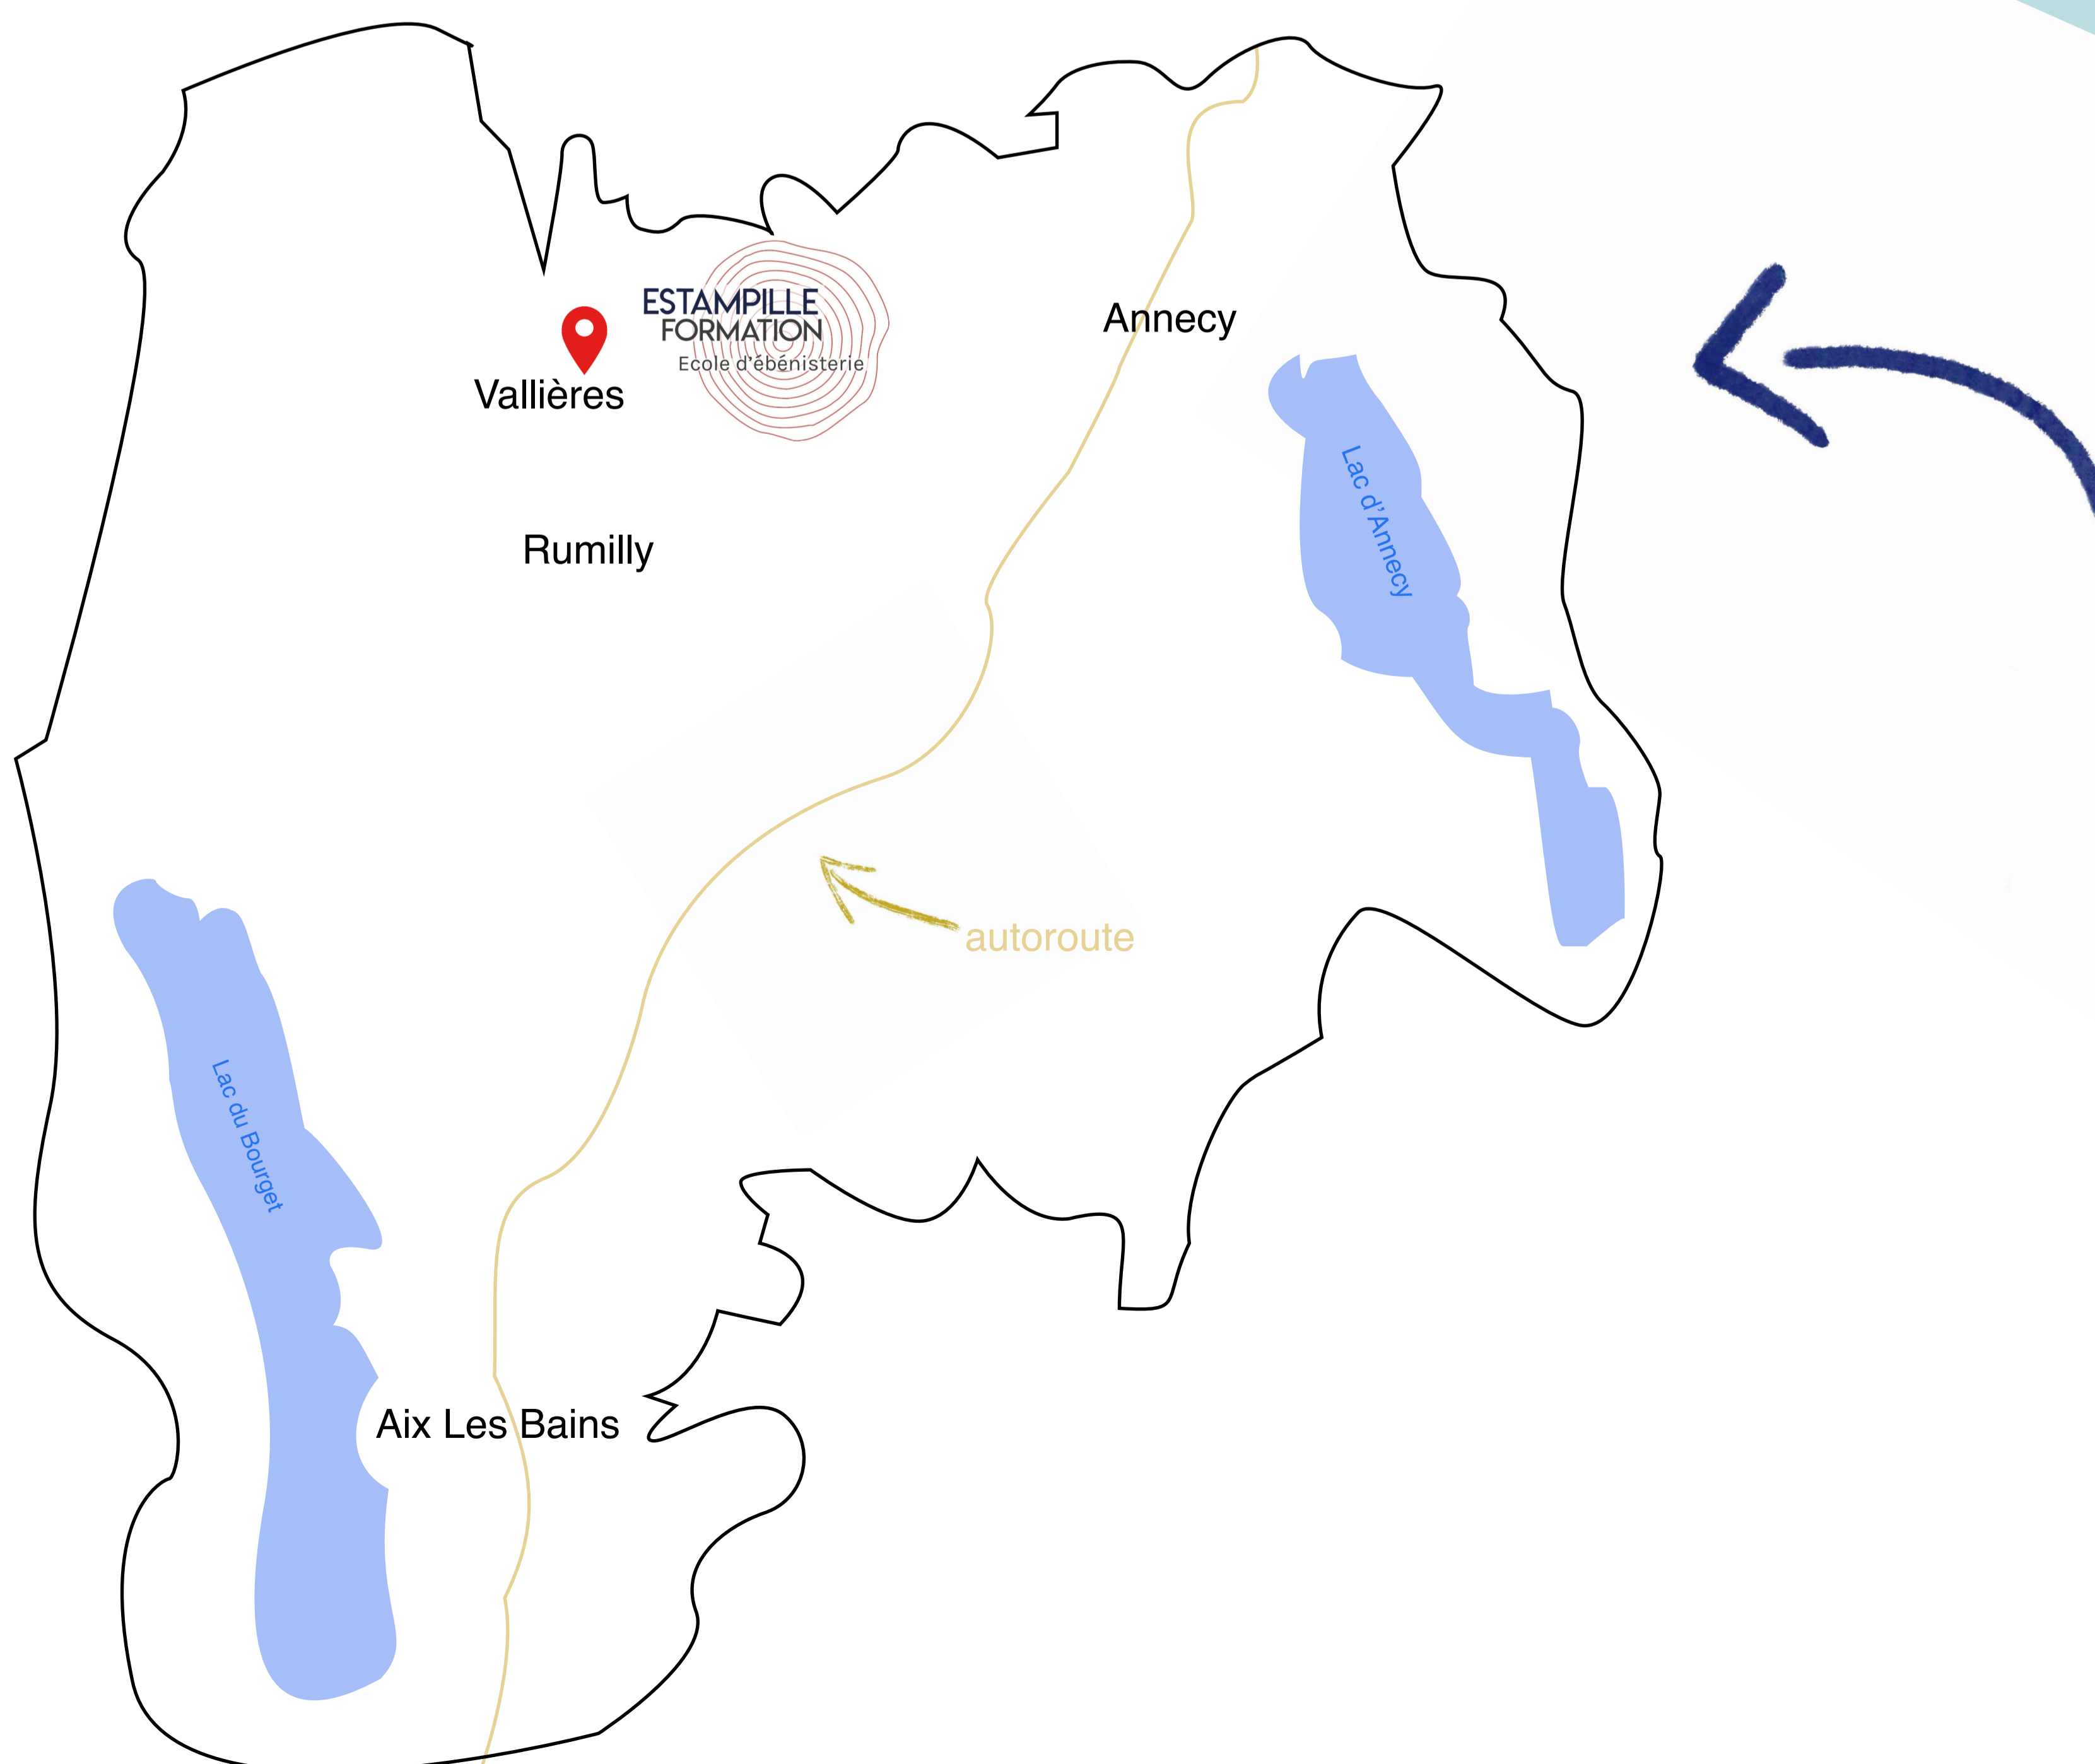 ESTAMPILLE
FORMATION
Ecole d'ébénisterie
Annecy
Vallières
Lac d'Annecy
Rumilly
autoroute
Lac du Bourget
Aix Les Bains